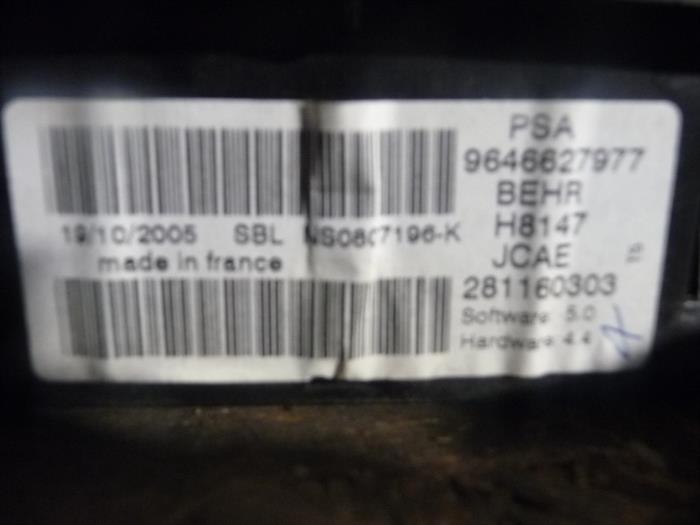 PSA
9646627977
BEHR
H8147
JCAE
281160303
Software: 5.0
Hardware: 4.4
19/10/2005 SBL NS0807196-K
made in france